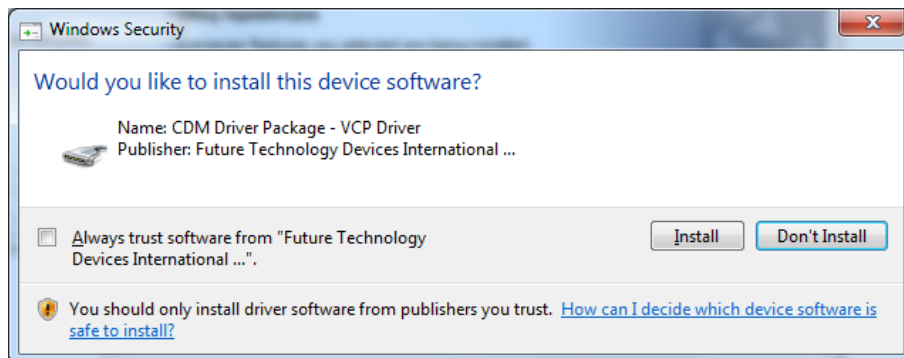 Windows Security
Would you like to install this device software?
Name: CDM Driver Package - VCP Driver
Publisher: Future Technology Devices International ...
Always trust software from "Future Technology
Devices International ...".
Install
Don't Install
You should only install driver software from publishers you trust. How can I decide which device software is
safe to install?